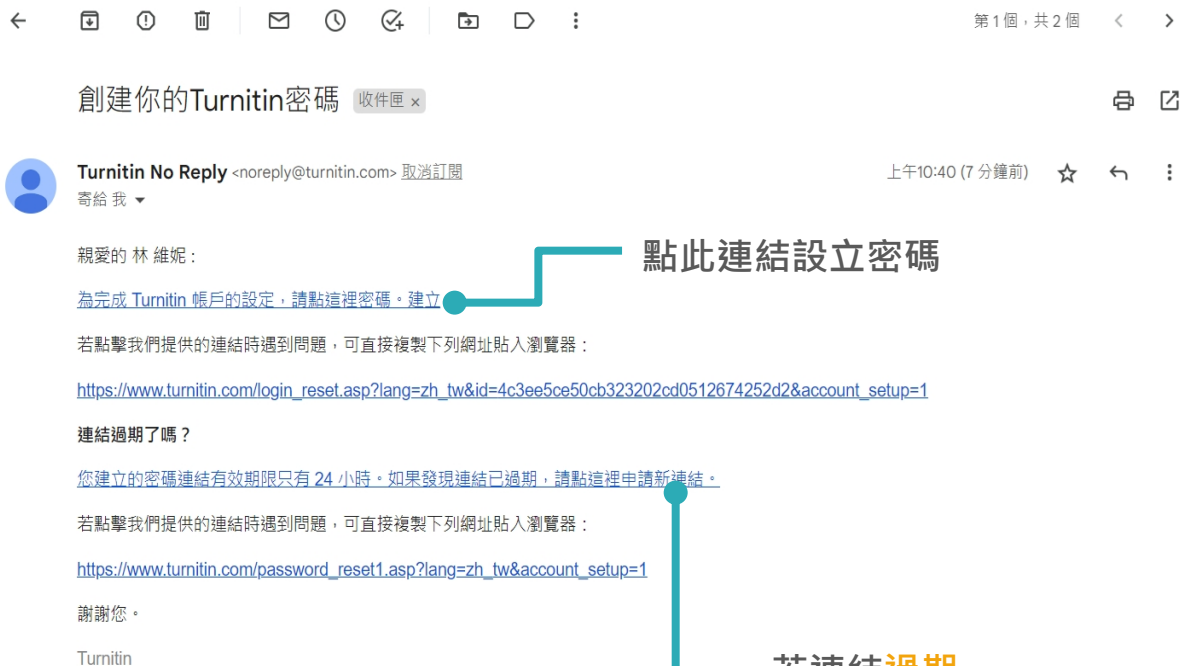 第 1 個，共 2 個
創建你的Turnitin密碼 收件匣 ×
Turnitin No Reply <noreply@turnitin.com> 取消訂閱
上午10:40 (7 分鐘前)
寄給 我
親愛的 林 維妮 :
點此連結設立密碼
為完成 Turnitin 帳戶的設定，請點這裡密碼。建立
若點擊我們提供的連結時遇到問題，可直接複製下列網址貼入瀏覽器：
https://www.turnitin.com/login_reset.asp?lang=zh_tw&id=4c3ee5ce50cb323202cd0512674252d2&account_setup=1
連結過期了嗎？
您建立的密碼連結有效期限只有 24 小時。如果發現連結已過期，請點這裡申請新連結。
若點擊我們提供的連結時遇到問題，可直接複製下列網址貼入瀏覽器：
https://www.turnitin.com/password_reset1.asp?lang=zh_tw&account_setup=1
謝謝您。
Turnitin
若連結過期